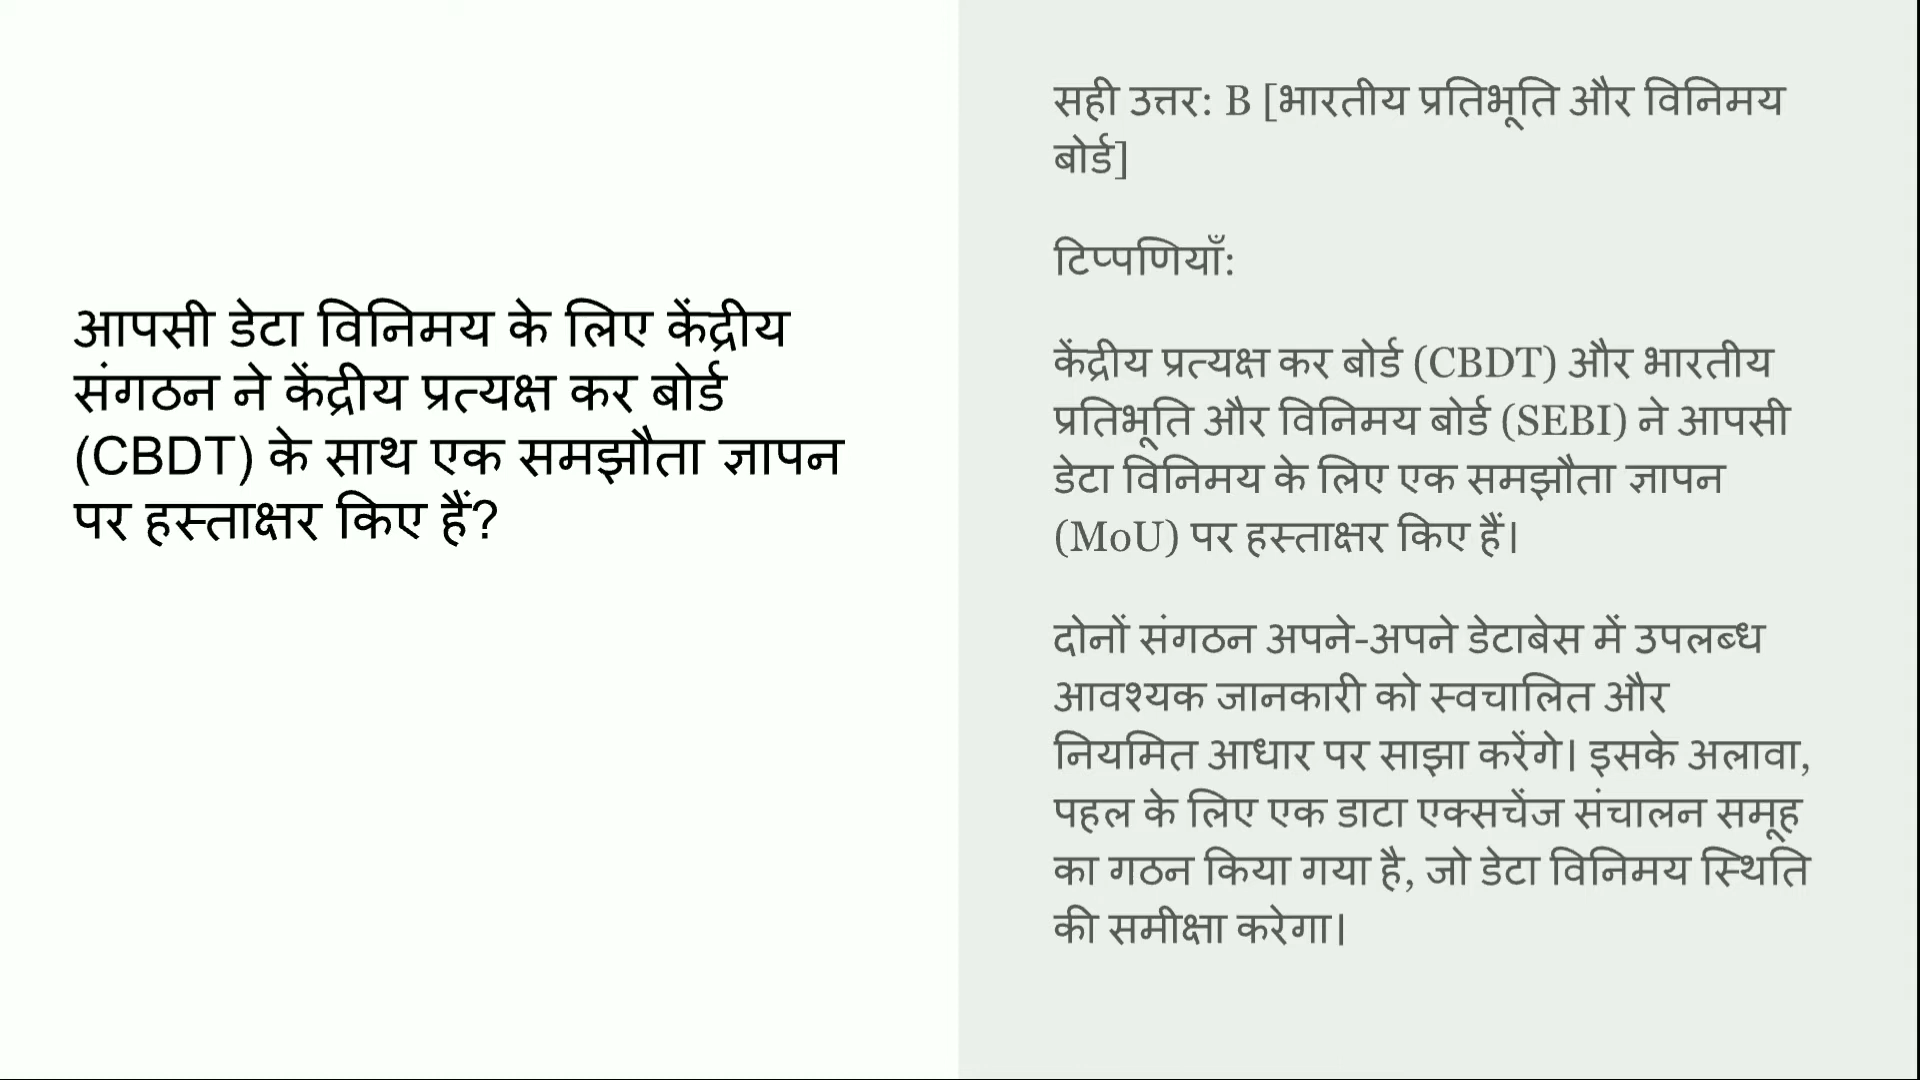 आपसी डेटा विनिमय के लिए केंद्रीय
संगठन ने केंद्रीय प्रत्यक्ष कर बोर्ड
(CBDT) के साथ एक समझौता ज्ञापन
पर हस्ताक्षर किए हैं?
सही उत्तर: B [भारतीय प्रतिभूति और विनिमय
बोर्ड]
टिप्पणियाँ:
केंद्रीय प्रत्यक्ष कर बोर्ड (CBDT) और भारतीय
प्रतिभूति और विनिमय बोर्ड (SEBI) ने आपसी
डेटा विनिमय के लिए एक समझौता ज्ञापन
(MoU) पर हस्ताक्षर किए हैं।
दोनों संगठन अपने-अपने डेटाबेस में उपलब्ध
आवश्यक जानकारी को स्वचालित और
नियमित आधार पर साझा करेंगे। इसके अलावा,
पहल के लिए एक डाटा एक्सचेंज संचालन समूह
का गठन किया गया है, जो डेटा विनिमय स्थिति
की समीक्षा करेगा।